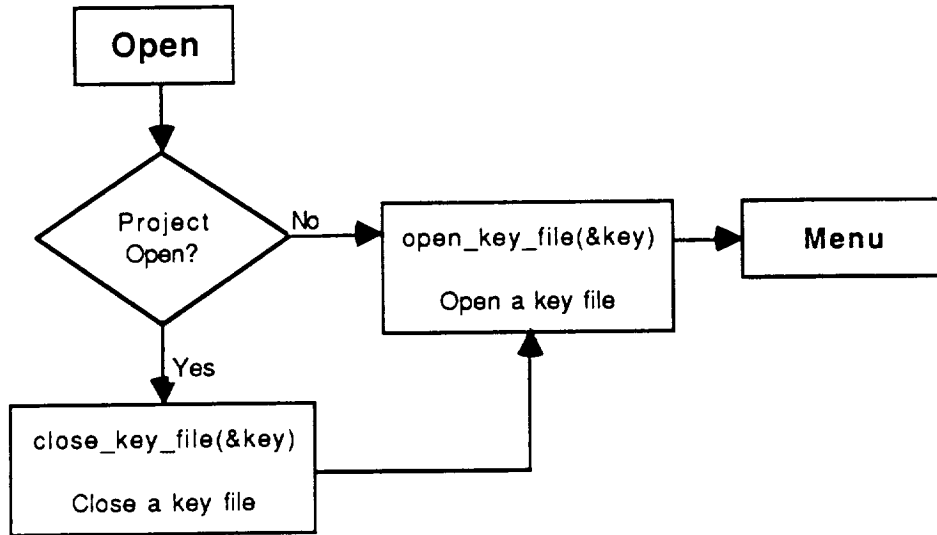 Open
Project
Open?
No
open_key_file(&key)
Open a key file
Menu
Yes
close_key_file(&key)
Close a key file